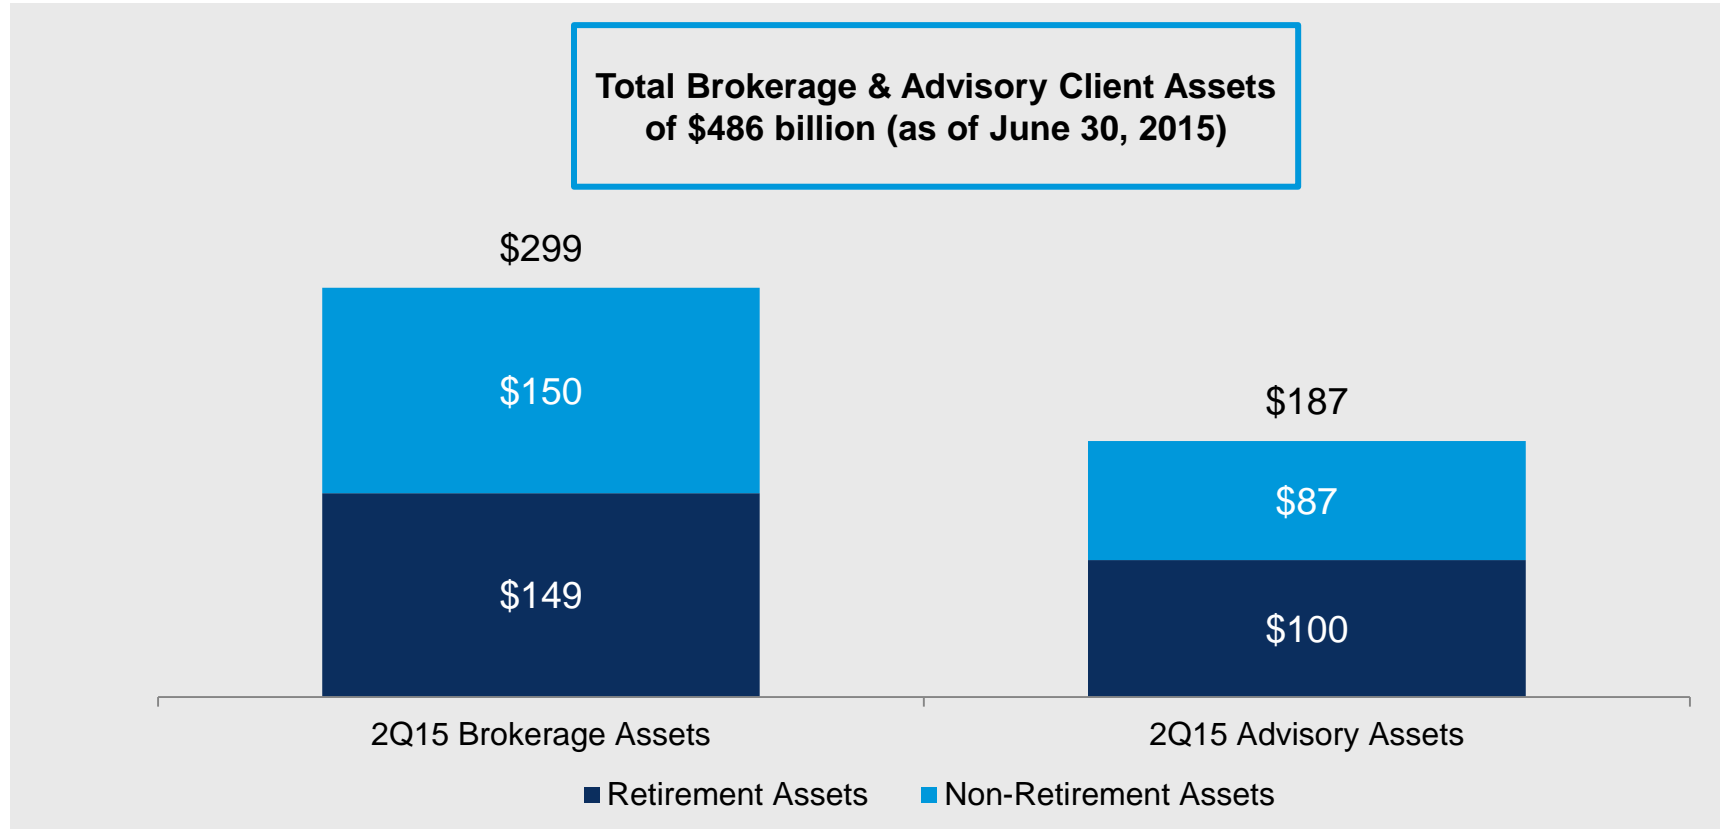 Total Brokerage & Advisory Client Assets
of $486 billion (as of June 30, 2015)
$299
$150
$149
$187
$87
$100
2Q15 Brokerage Assets
2Q15 Advisory Assets
Retirement Assets
Non-Retirement Assets